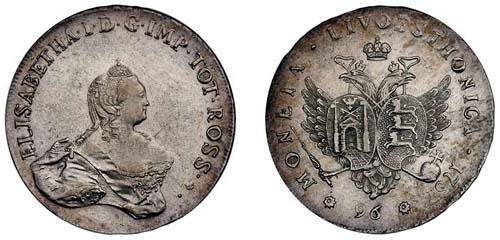 ELISABETHA·I·D·G·IMP·TOT·ROSS·
MONETA·LIVOESTHONICA·
96